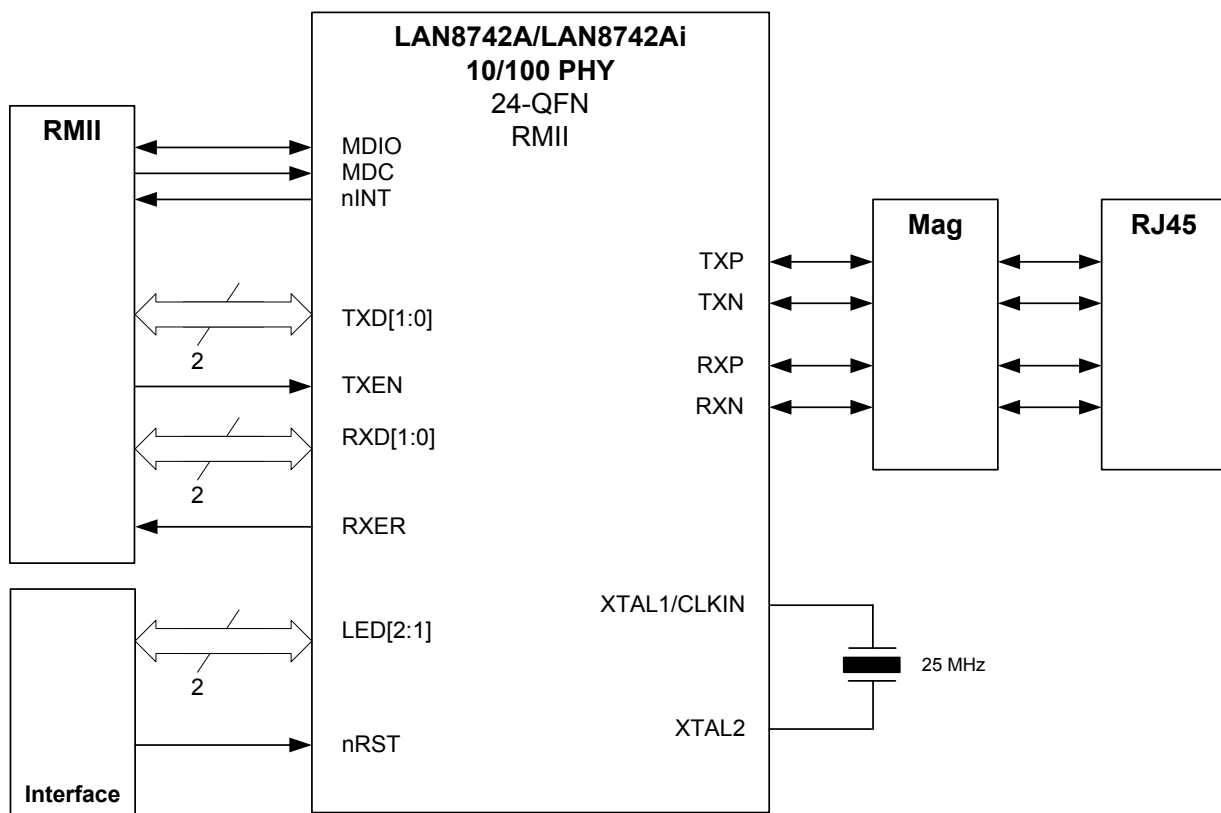 LAN8742A/LAN8742Ai
10/100 PHY
24-QFN
RMII
RMII
MDIO
MDC
nINT
TXD[1:0]
2
TXEN
RXD[1:0]
2
RXER
LED[2:1]
2
nRST
Interface
TXP
TXN
RXP
RXN
Mag
RJ45
XTAL1/CLKIN
25 MHz
XTAL2